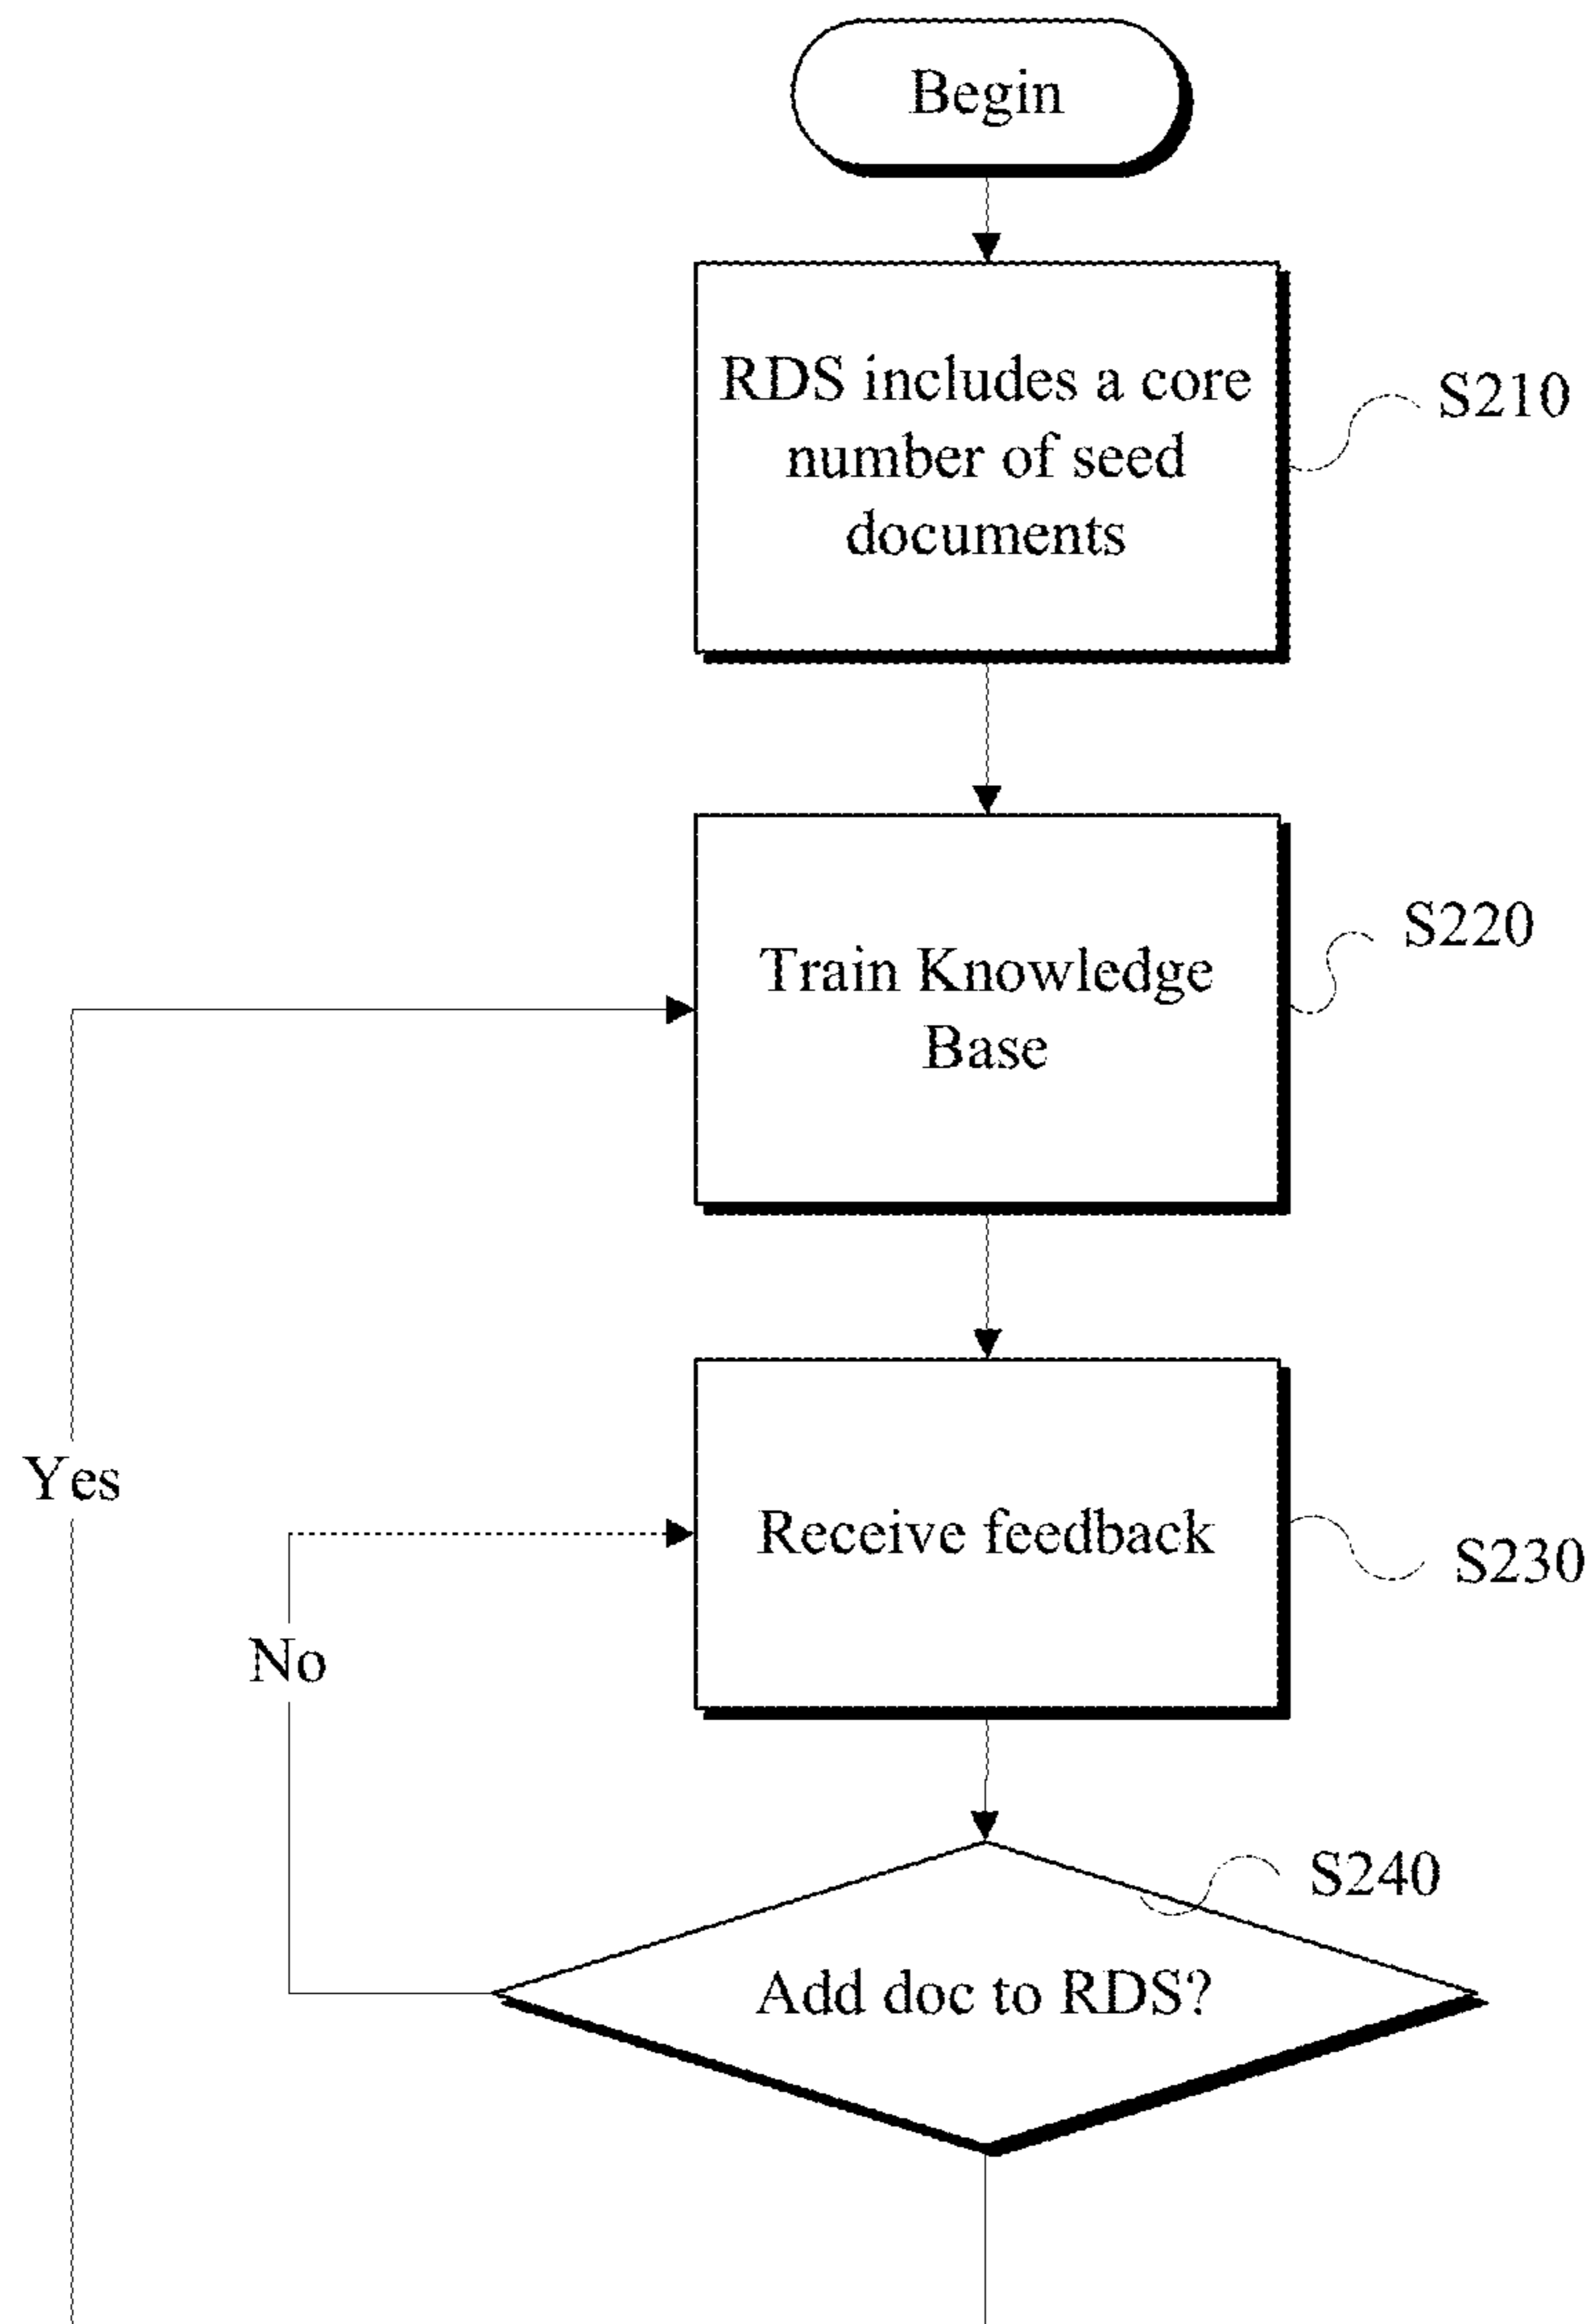 Begin
RDS includes a core
number of seed
documents
S210
Train Knowledge
Base
S220
Yes
Receive feedback
S230
No
Add doc to RDS?
S240